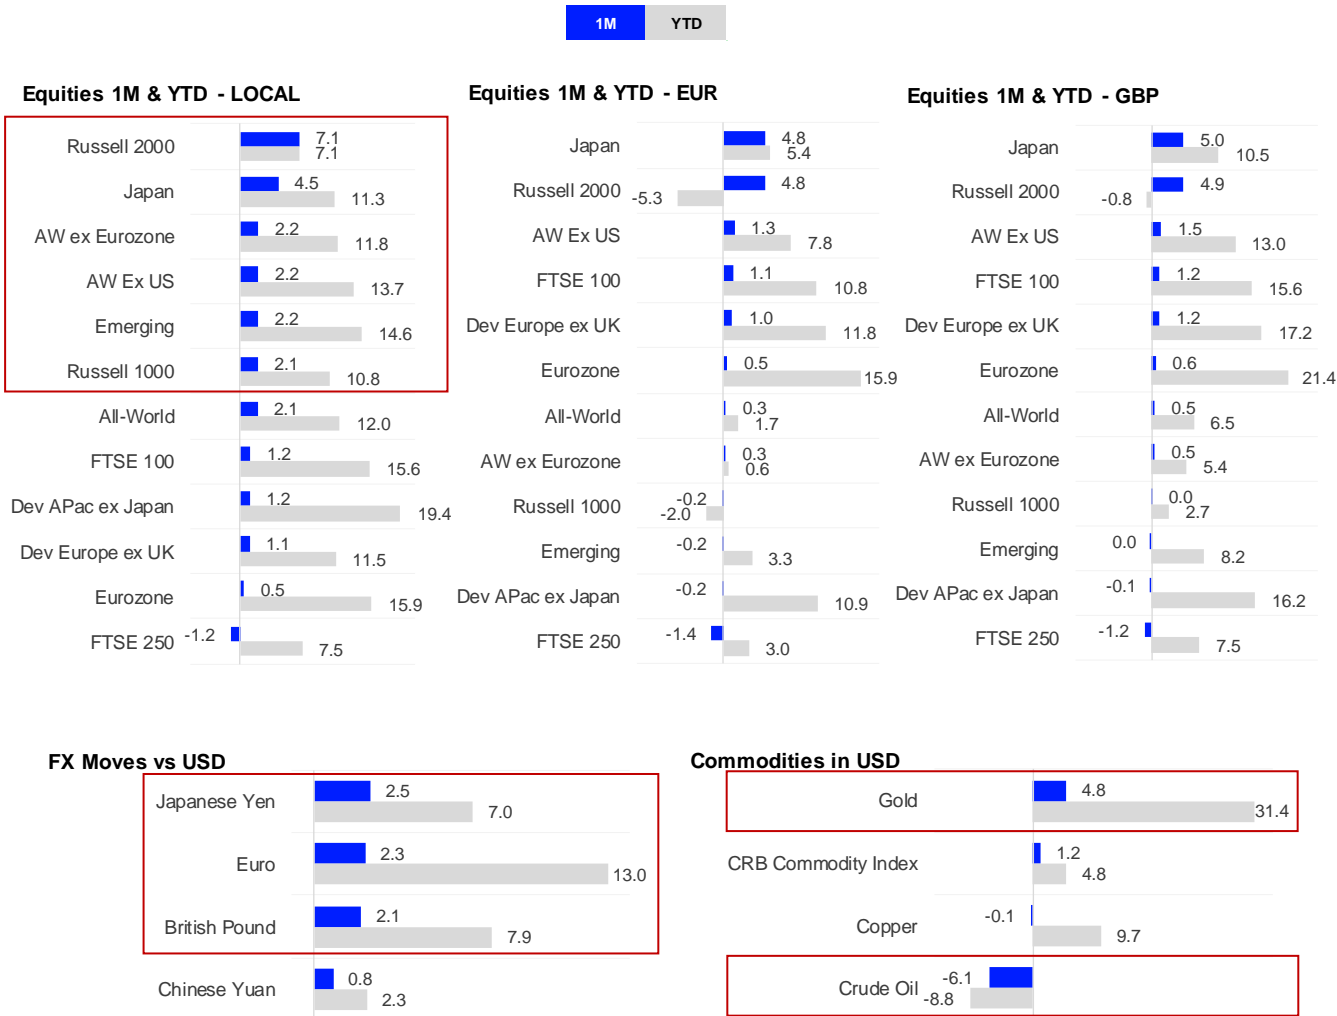 1M YTD
Equities 1M & YTD - LOCAL
Russell 2000 7.1 7.1
Japan 4.5 11.3
AW ex Eurozone 2.2 11.8
AW Ex US 2.2 13.7
Emerging 2.2 14.6
Russell 1000 2.1 10.8
All-World 2.1 12.0
FTSE 100 1.2 15.6
Dev APac ex Japan 1.2 19.4
Dev Europe ex UK 1.1 11.5
Eurozone 0.5 15.9
FTSE 250 -1.2 7.5
Equities 1M & YTD - EUR
Japan 4.8 5.4
Russell 2000 4.8 -5.3
AW Ex US 1.3 7.8
FTSE 100 1.1 10.8
Dev Europe ex UK 1.0 11.8
Eurozone 0.5 15.9
All-World 0.3 1.7
AW ex Eurozone 0.3 0.6
Russell 1000 -0.2 -2.0
Emerging -0.2 3.3
Dev APac ex Japan -0.2 10.9
FTSE 250 -1.4 3.0
Equities 1M & YTD - GBP
Japan 5.0 10.5
Russell 2000 4.9 -0.8
AW Ex US 1.5 13.0
FTSE 100 1.2 15.6
Dev Europe ex UK 1.2 17.2
Eurozone 0.6 21.4
All-World 0.5 6.5
AW ex Eurozone 0.5 5.4
Russell 1000 0.0 2.7
Emerging 0.0 8.2
Dev APac ex Japan -0.1 16.2
FTSE 250 -1.2 7.5
FX Moves vs USD
Japanese Yen 2.5 7.0
Euro 2.3 13.0
British Pound 2.1 7.9
Chinese Yuan 0.8 2.3
Commodities in USD
Gold 4.8 31.4
CRB Commodity Index 1.2 4.8
Copper -0.1 9.7
Crude Oil -6.1 -8.8